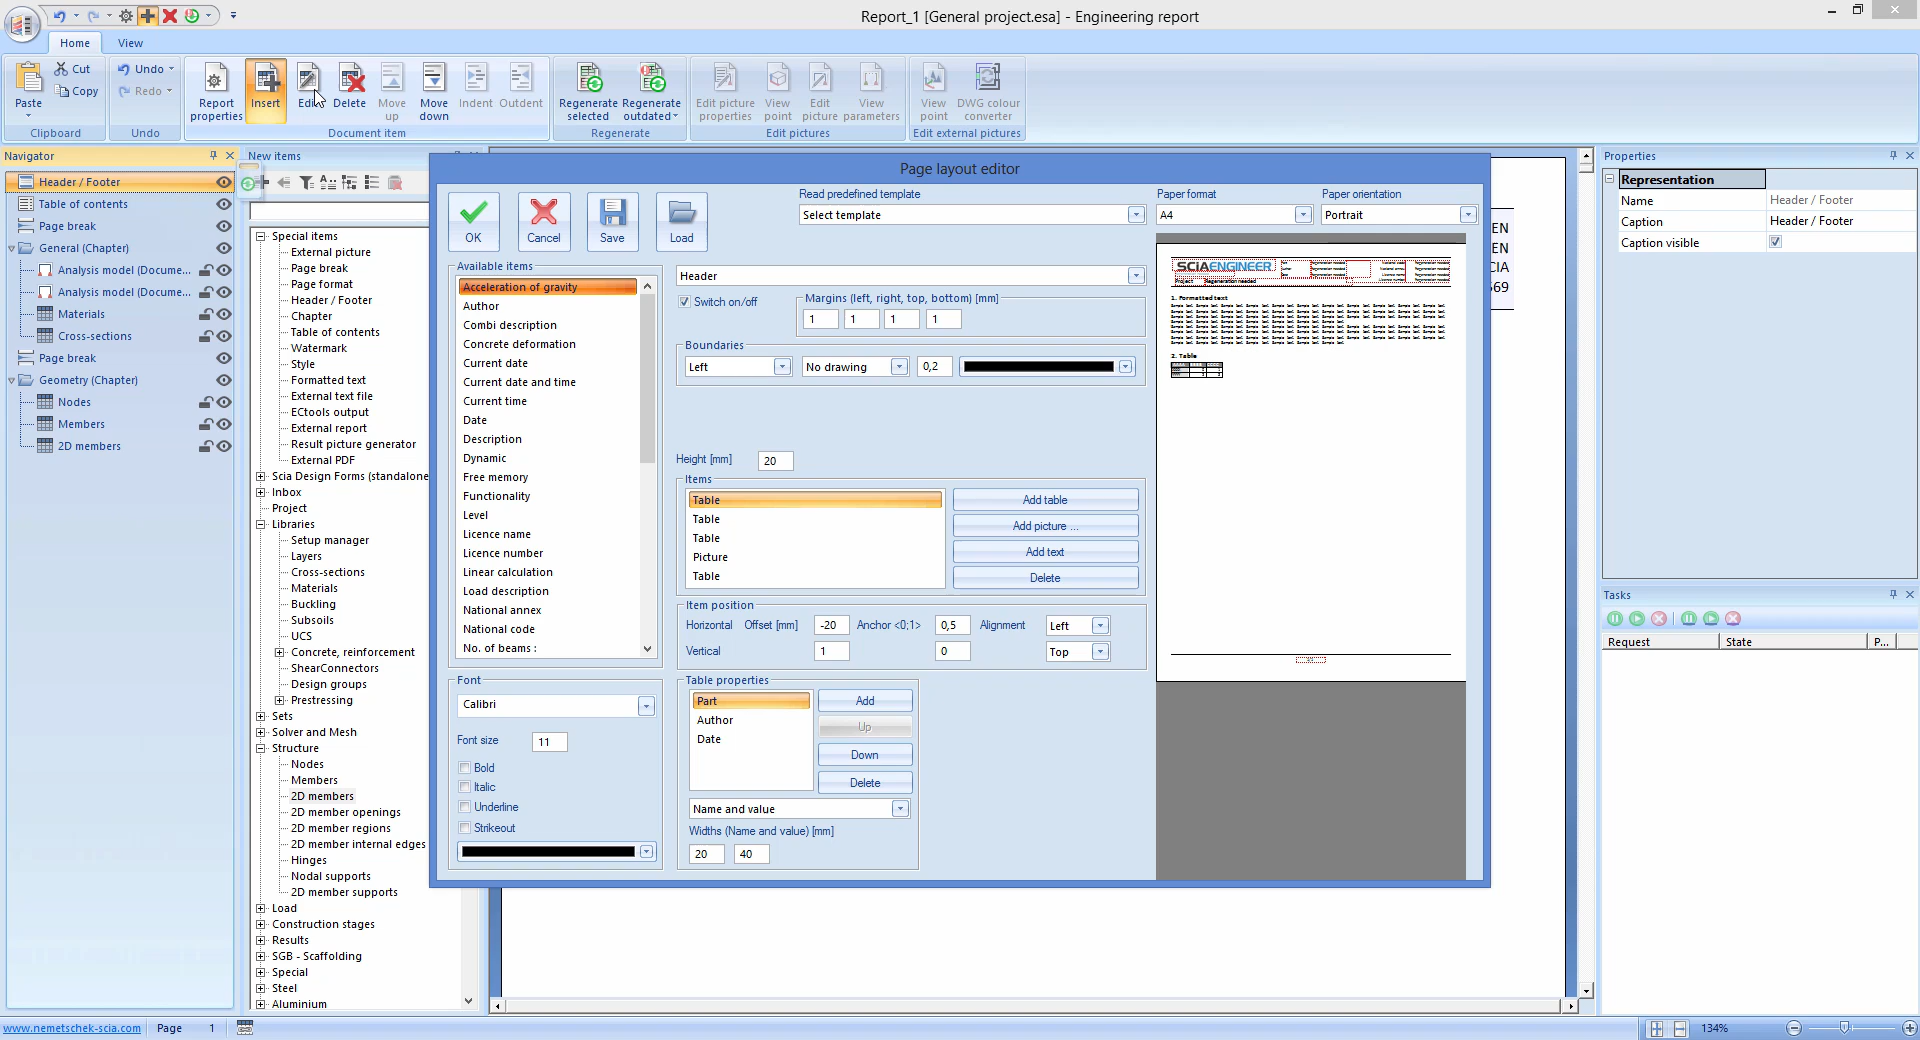 Report_1 [General project.esa] - Engineering report
Home
View
Paste
Cut
Copy
Clipboard
Undo
Redo
Undo
Report properties
Insert
Edit
Delete
Move up
Move down
Indent
Outdent
Document item
Regenerate selected
Regenerate outdated
Regenerate
Edit picture properties
View point
Edit picture
View parameters
Edit pictures
View point
DWG colour converter
Edit external pictures
Navigator
Header / Footer
Table of contents
Page break
General (Chapter)
Analysis model (Docume...
Analysis model (Docume...
Materials
Cross-sections
Page break
Geometry (Chapter)
Nodes
Members
2D members
New items
Special items
External picture
Page break
Page format
Header / Footer
Chapter
Table of contents
Watermark
Style
Formatted text
External text file
ECtools output
External report
Result picture generator
External PDF
Scia Design Forms (standalone
Inbox
Project
Libraries
Setup manager
Layers
Cross-sections
Materials
Buckling
Subsoils
UCS
Concrete, reinforcement
ShearConnectors
Design groups
Prestressing
Sets
Solver and Mesh
Structure
Nodes
Members
2D members
2D member openings
2D member regions
2D member internal edges
Hinges
Nodal supports
2D member supports
Load
Construction stages
Results
SGB - Scaffolding
Special
Steel
Aluminium
Page layout editor
OK
Cancel
Save
Load
Read predefined template
Select template
Paper format
A4
Paper orientation
Portrait
Available items
Acceleration of gravity
Author
Combi description
Concrete deformation
Current date
Current date and time
Current time
Date
Description
Dynamic
Free memory
Functionality
Level
Licence name
Licence number
Linear calculation
Load description
National annex
National code
No. of beams :
Font
Calibri
Font size
11
Bold
Italic
Underline
Strikeout
Header
Switch on/off
Margins (left, right, top, bottom) [mm]
1 1 1 1
Boundaries
Left
No drawing
0,2
Height [mm]
20
Items
Table
Table
Table
Picture
Table
Add table
Add picture ...
Add text
Delete
Item position
Horizontal Offset [mm] -20 Anchor <0;1> 0,5 Alignment Left
Vertical 1 0 Top
Table properties
Part
Author
Date
Add
Up
Down
Delete
Name and value
Widths (Name and value) [mm]
20 40
SCIAENGINEER
Project Regeneration needed
1. Formatted text
2. Table
EN
EN
CIA
69
Properties
Representation
Name Header / Footer
Caption Header / Footer
Caption visible
Tasks
Request State P...
www.nemetschek-scia.com
Page 1
134%